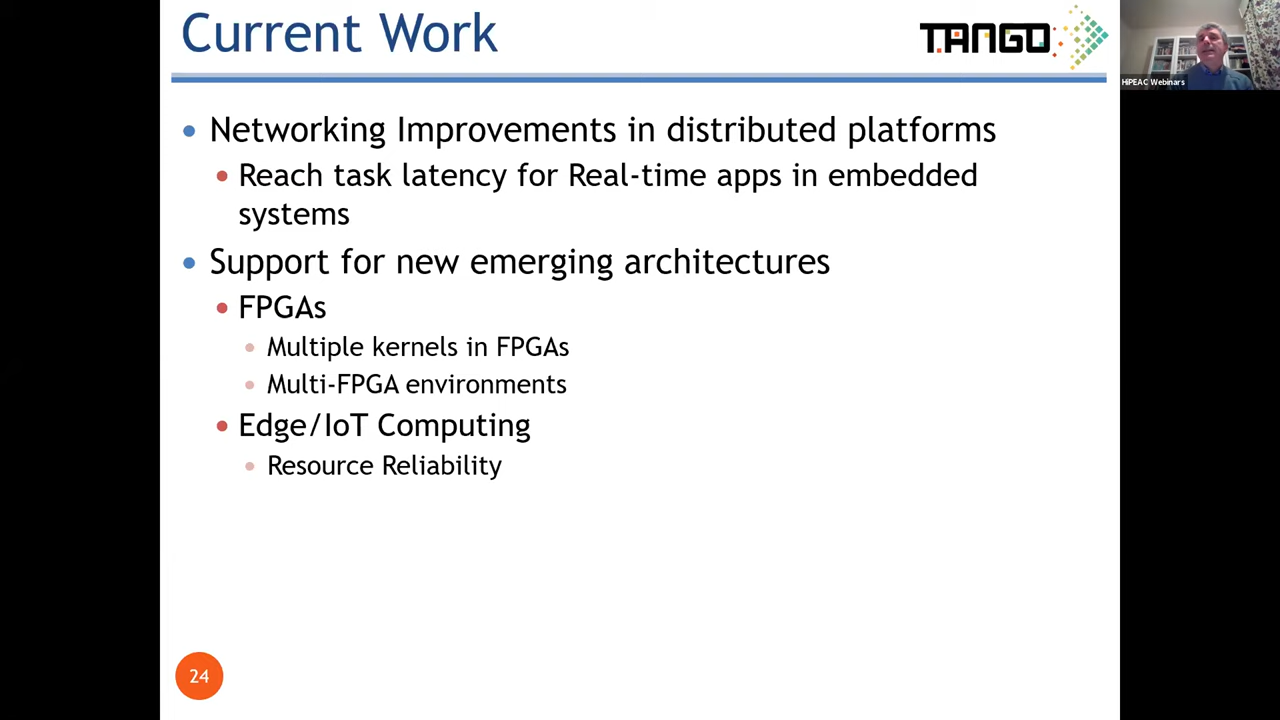 Current Work
TANGO
HiPEAC Webinars
Networking Improvements in distributed platforms
Reach task latency for Real-time apps in embedded
systems
Support for new emerging architectures
FPGAs
Multiple kernels in FPGAs
Multi-FPGA environments
Edge/IoT Computing
Resource Reliability
24